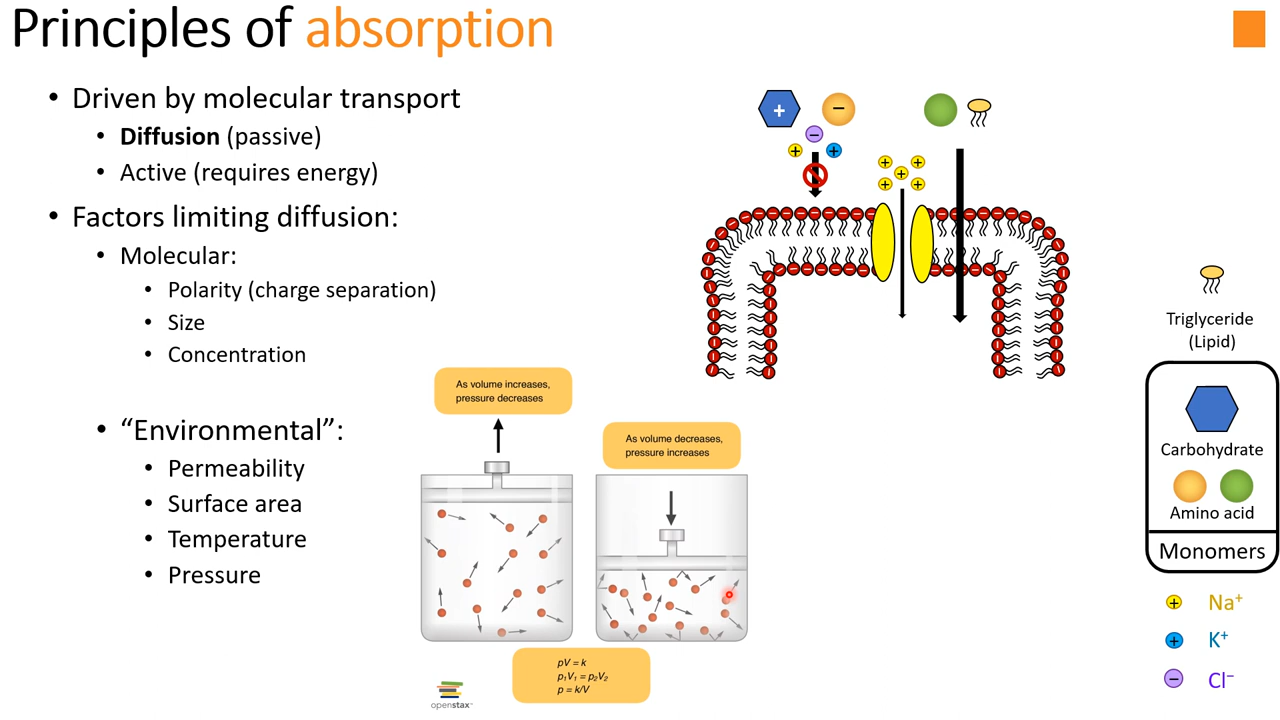 Principles of absorption
• Driven by molecular transport
• Diffusion (passive)
• Active (requires energy)
• Factors limiting diffusion:
• Molecular:
• Polarity (charge separation)
• Size
• Concentration
• “Environmental”:
• Permeability
• Surface area
• Temperature
• Pressure
As volume increases,
pressure decreases
As volume decreases,
pressure increases
pV = k
p₁V₁ = p₂V₂
p = k/V
openstax™
Triglyceride
(Lipid)
Carbohydrate
Amino acid
Monomers
Na⁺
K⁺
Cl⁻